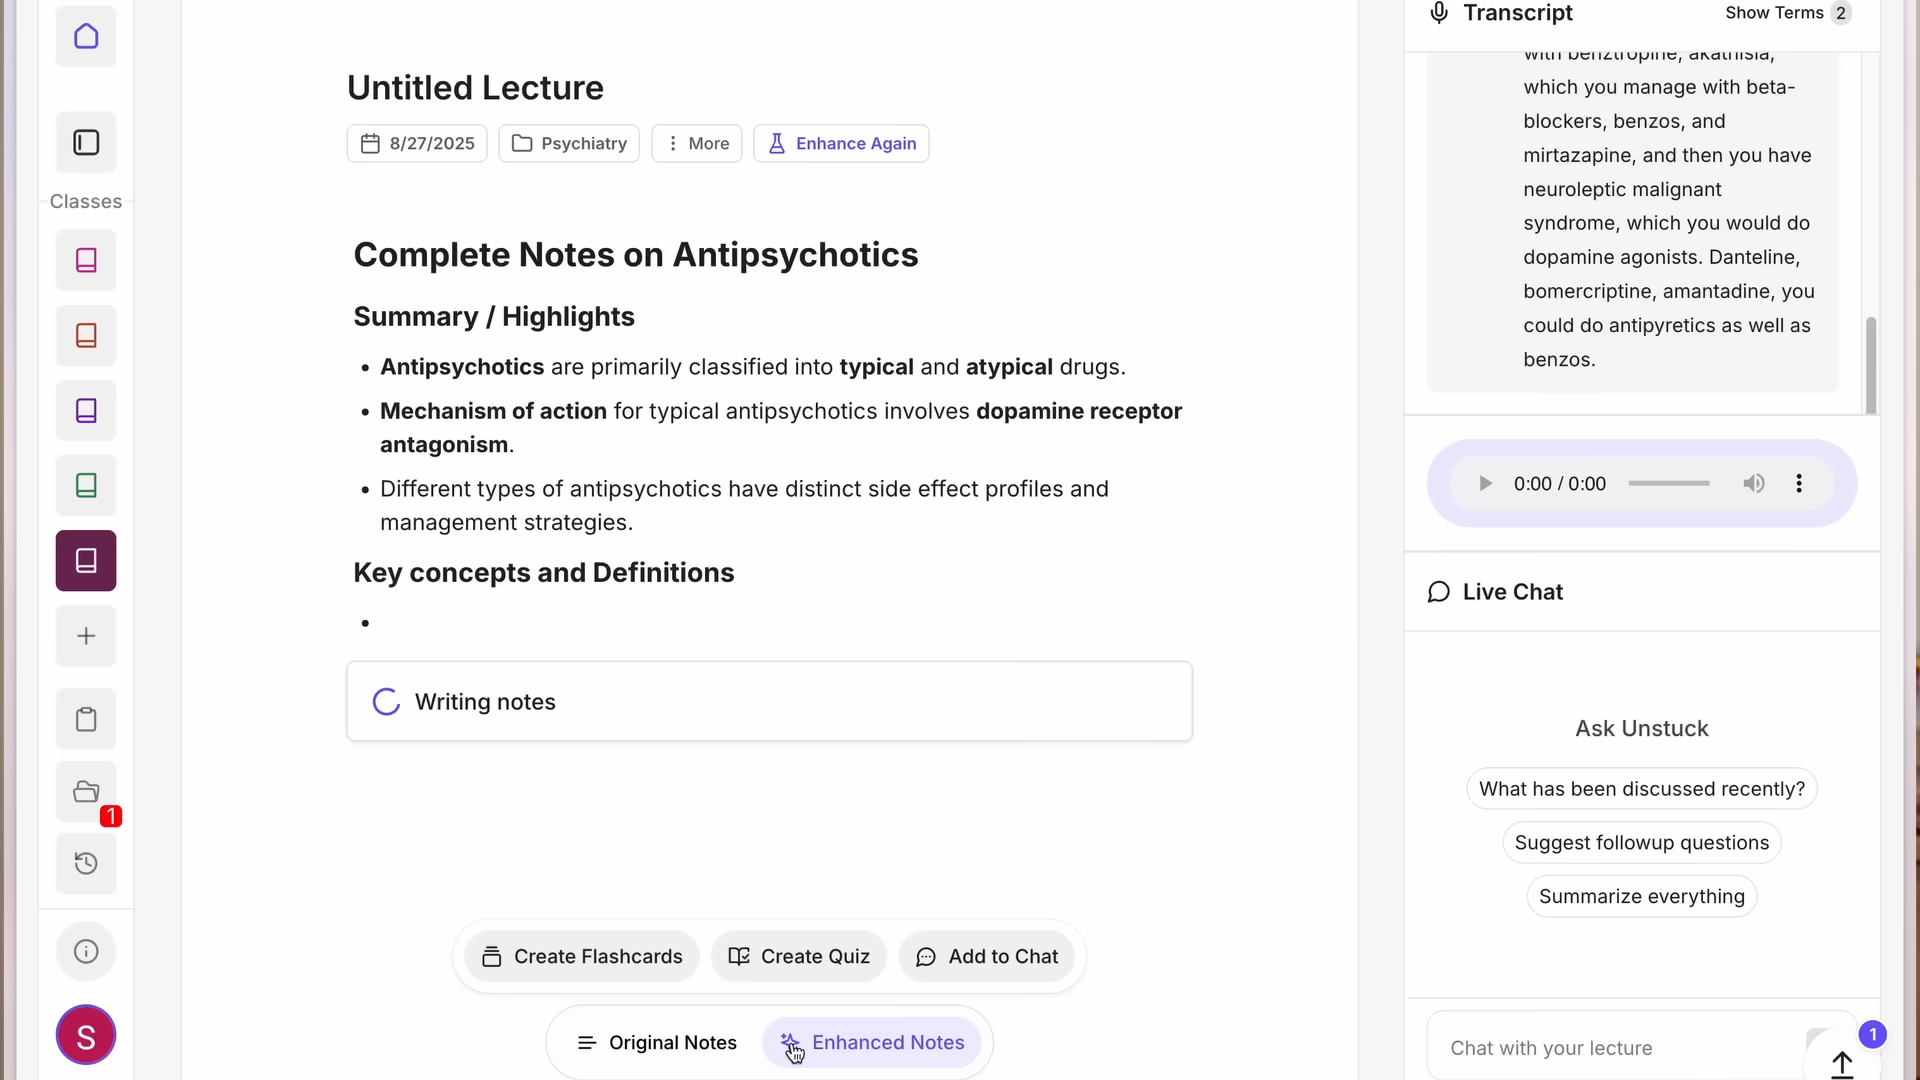 Classes
1
S
Untitled Lecture
8/27/2025
Psychiatry
More
Enhance Again
Complete Notes on Antipsychotics
Summary / Highlights
• Antipsychotics are primarily classified into typical and atypical drugs.
• Mechanism of action for typical antipsychotics involves dopamine receptor
antagonism.
• Different types of antipsychotics have distinct side effect profiles and
management strategies.
Key concepts and Definitions
•
Writing notes
Create Flashcards
Create Quiz
Add to Chat
Original Notes
Enhanced Notes
Transcript
Show Terms 2
with benztropine, akathisia,
which you manage with beta-
blockers, benzos, and
mirtazapine, and then you have
neuroleptic malignant
syndrome, which you would do
dopamine agonists. Danteline,
bomercriptine, amantadine, you
could do antipyretics as well as
benzos.
0:00 / 0:00
Live Chat
Ask Unstuck
What has been discussed recently?
Suggest followup questions
Summarize everything
Chat with your lecture
1